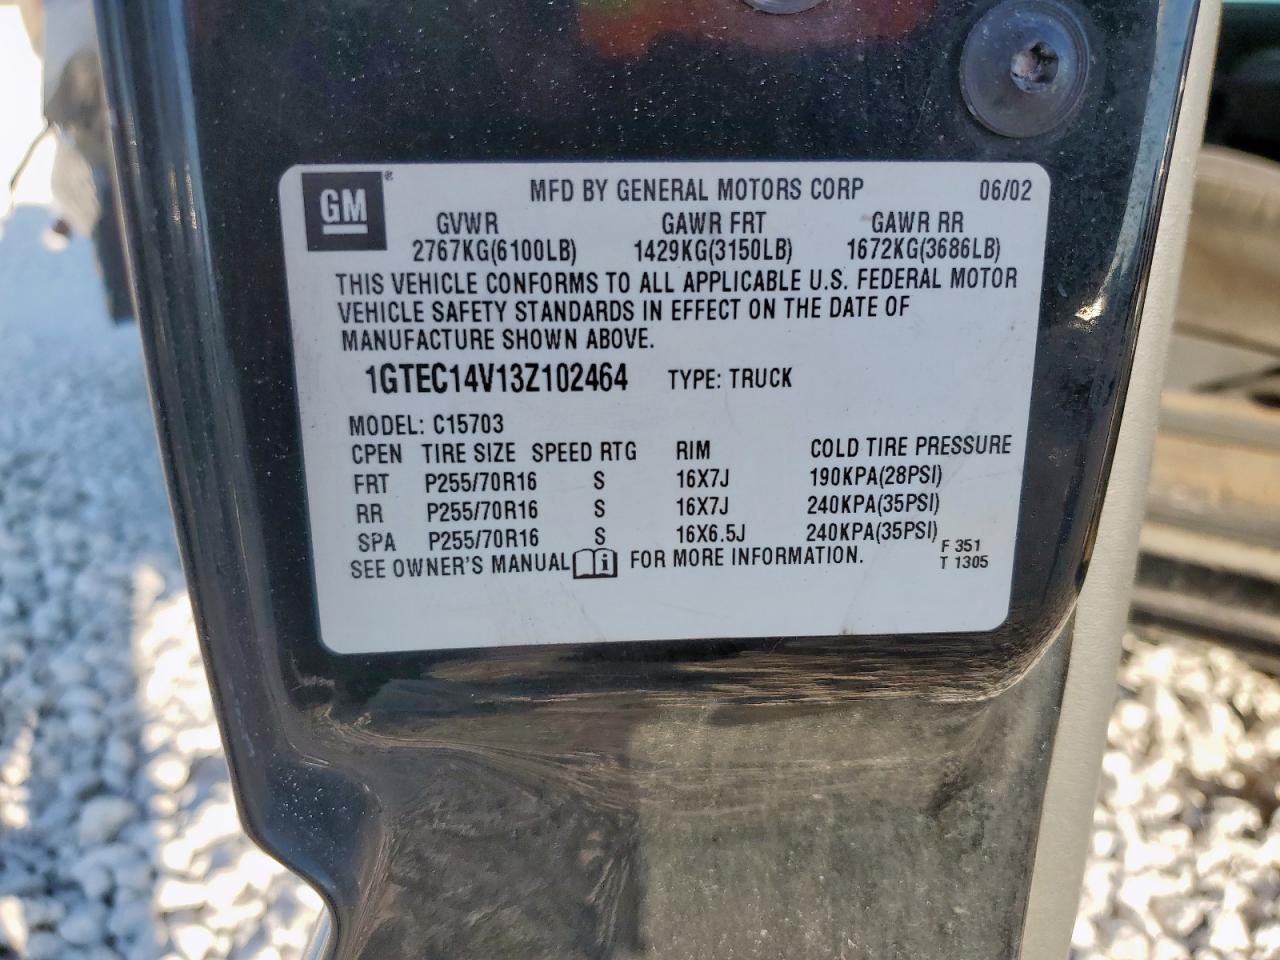 GM® MFD BY GENERAL MOTORS CORP 06/02
GVWR GAWR FRT GAWR RR
2767KG(6100LB) 1429KG(3150LB) 1672KG(3686LB)
THIS VEHICLE CONFORMS TO ALL APPLICABLE U.S. FEDERAL MOTOR
VEHICLE SAFETY STANDARDS IN EFFECT ON THE DATE OF
MANUFACTURE SHOWN ABOVE.
1GTEC14V13Z102464 TYPE: TRUCK
MODEL: C15703
CPEN TIRE SIZE SPEED RTG RIM COLD TIRE PRESSURE
FRT P255/70R16 S 16X7J 190KPA(28PSI)
RR P255/70R16 S 16X7J 240KPA(35PSI)
SPA P255/70R16 S 16X6.5J 240KPA(35PSI)
SEE OWNER'S MANUAL i FOR MORE INFORMATION.
F 351
T 1305